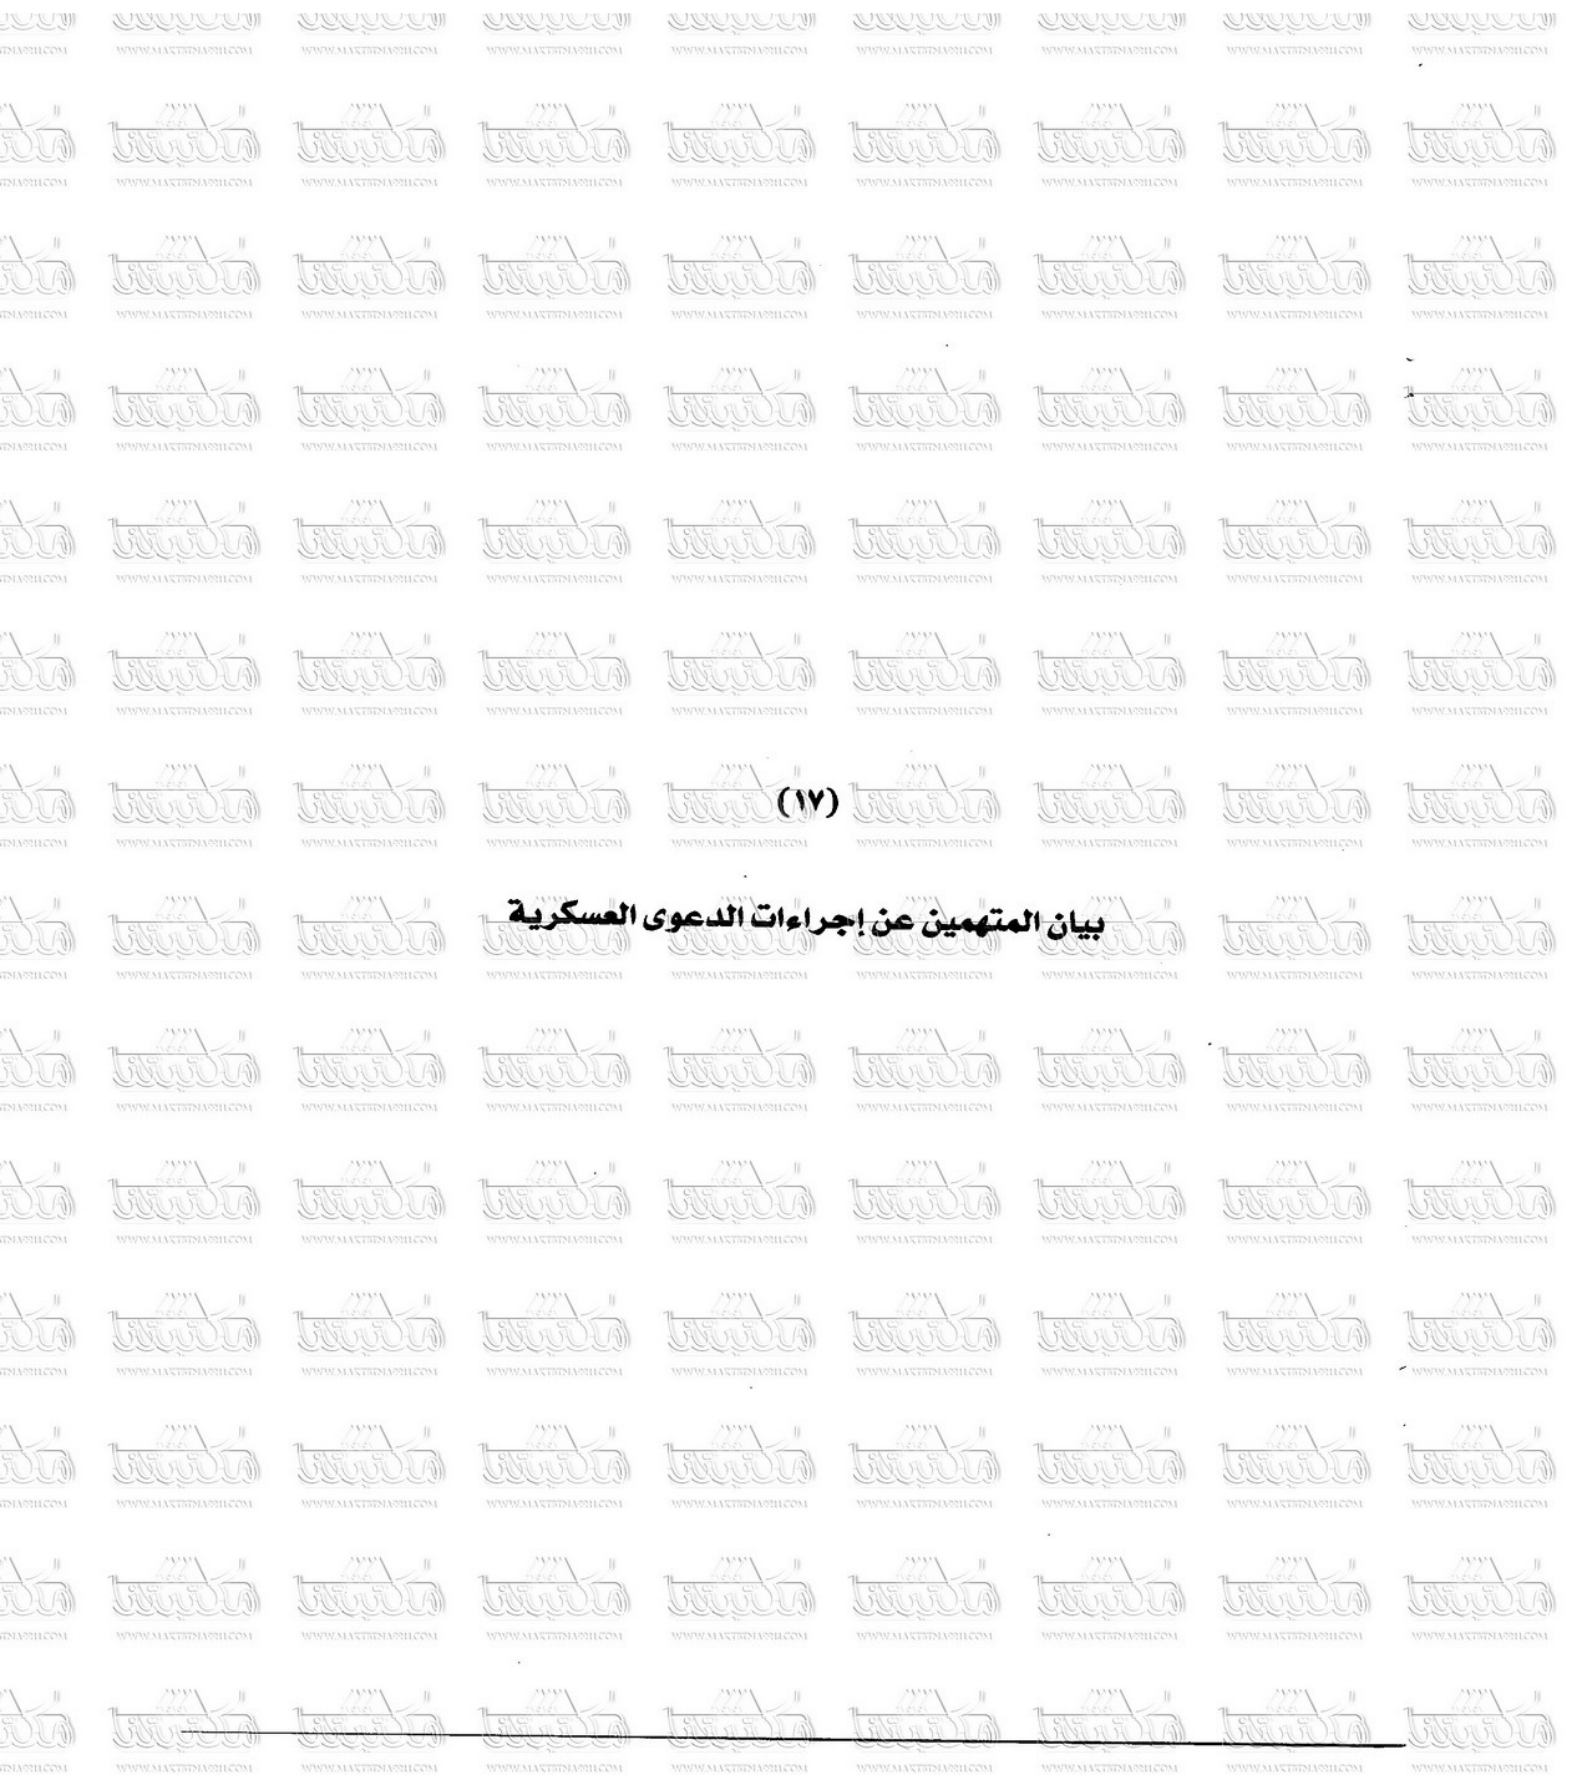 (١٧)
بيان المتهمين عن إجراءات الدعوى العسكرية